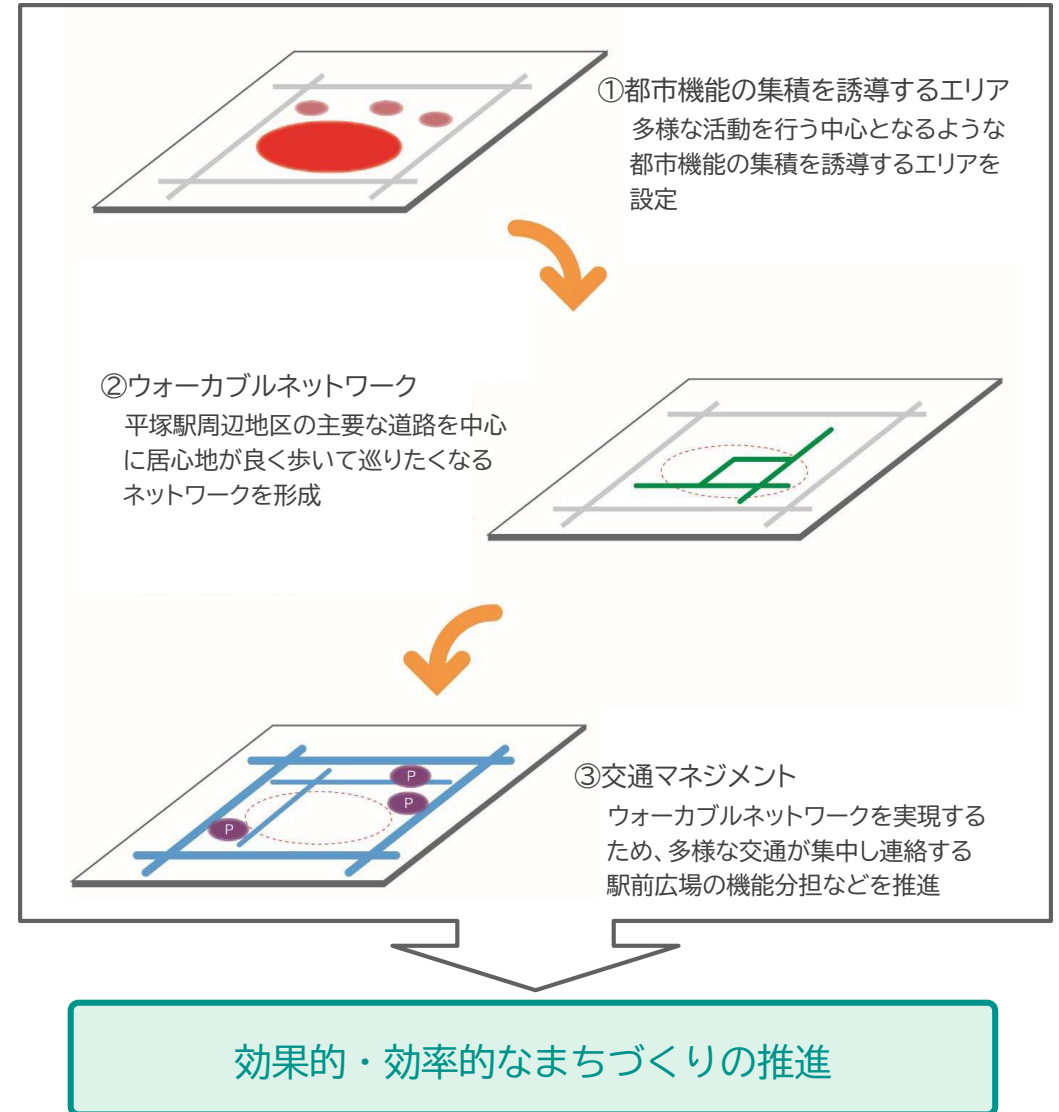 ①都市機能の集積を誘導するエリア
多様な活動を行う中心となるような
都市機能の集積を誘導するエリアを
設定
②ウォーカブルネットワーク
平塚駅周辺地区の主要な道路を中心
に居心地が良く歩いて巡りたくなる
ネットワークを形成
P
P
P
③交通マネジメント
ウォーカブルネットワークを実現する
ため、多様な交通が集中し連絡する
駅前広場の機能分担などを推進
効果的・効率的なまちづくりの推進